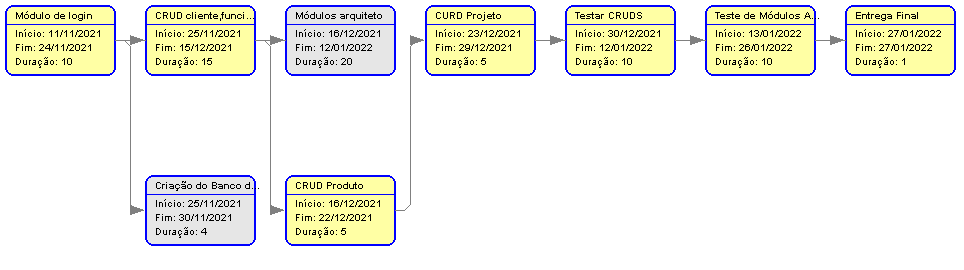 Módulo de login
Início: 11/11/2021
Fim: 24/11/2021
Duração: 10
CRUD cliente,funci...
Início: 25/11/2021
Fim: 15/12/2021
Duração: 15
Módulos arquiteto
Início: 16/12/2021
Fim: 12/01/2022
Duração: 20
CURD Projeto
Início: 23/12/2021
Fim: 29/12/2021
Duração: 5
Testar CRUDS
Início: 30/12/2021
Fim: 12/01/2022
Duração: 10
Teste de Módulos A...
Início: 13/01/2022
Fim: 26/01/2022
Duração: 10
Entrega Final
Início: 27/01/2022
Fim: 27/01/2022
Duração: 1
Criação do Banco d...
Início: 25/11/2021
Fim: 30/11/2021
Duração: 4
CRUD Produto
Início: 16/12/2021
Fim: 22/12/2021
Duração: 5